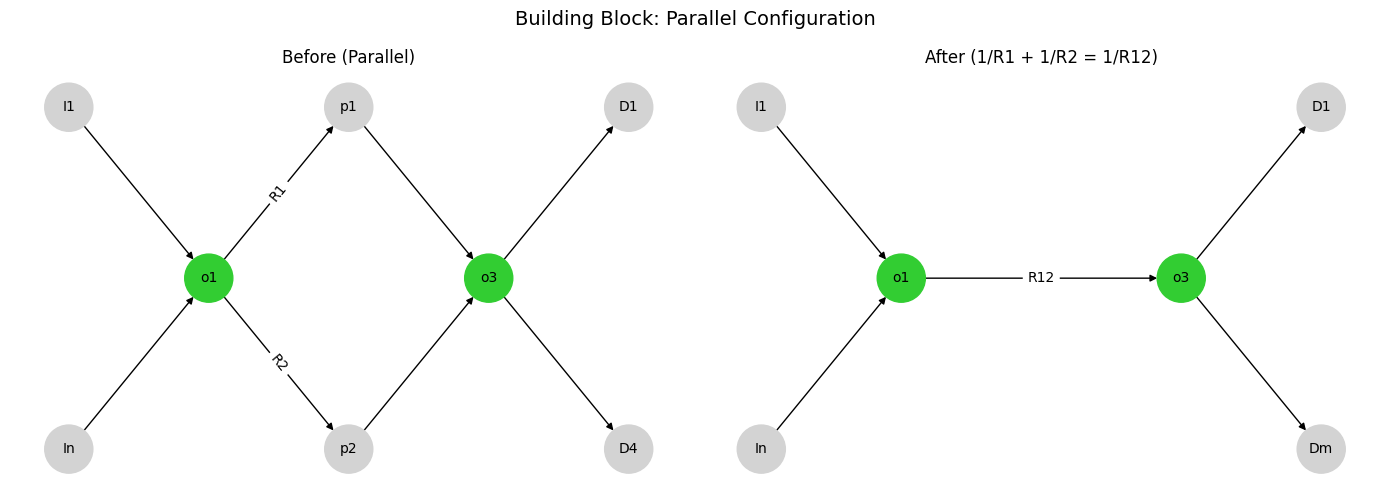 Building Block: Parallel Configuration
Before (Parallel)
I1
p1
D1
R1
o1
o3
R2
In
p2
D4
After (1/R1 + 1/R2 = 1/R12)
I1
D1
o1
R12
o3
In
Dm